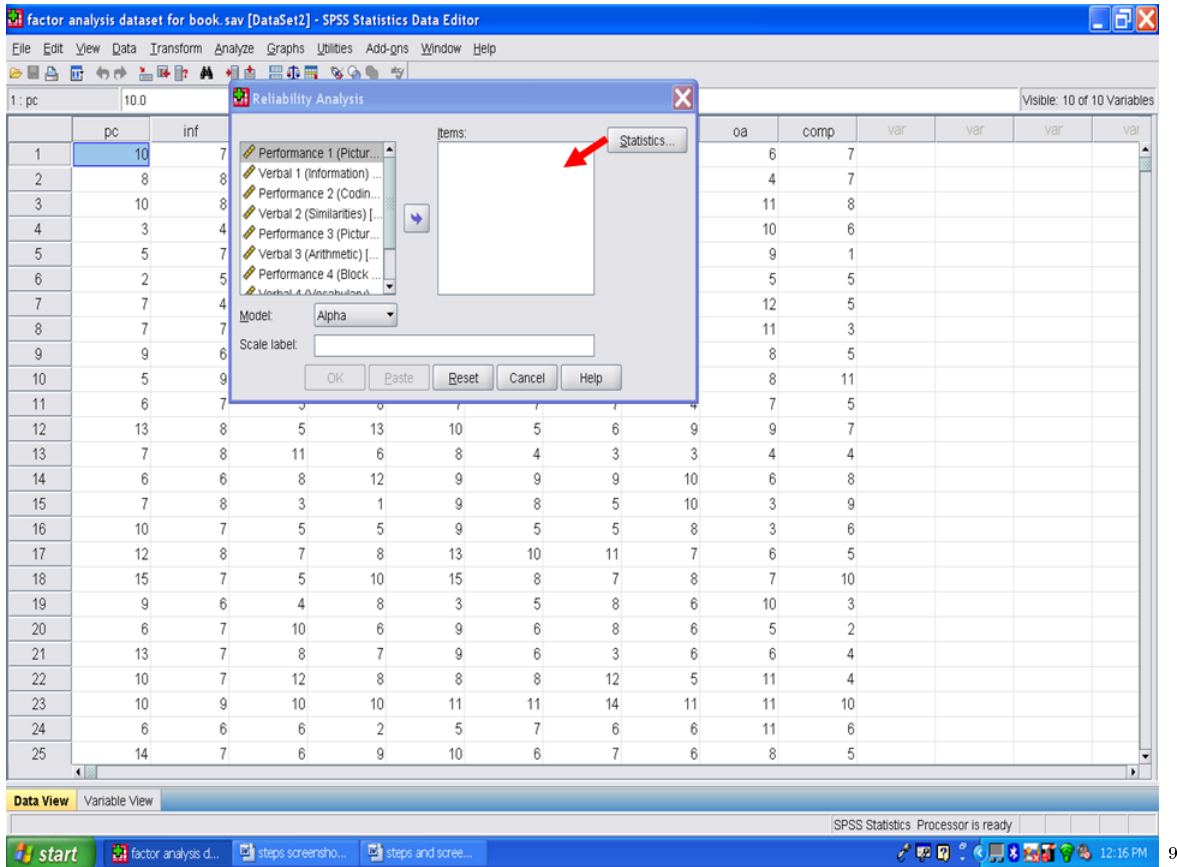 factor analysis dataset for book.sav [DataSet2] - SPSS Statistics Data Editor
File Edit View Data Transform Analyze Graphs Utilities Add-ons Window Help
1 : pc 10.0 Visible: 10 of 10 Variables
Reliability Analysis
Items:
Statistics...
Performance 1 (Pictur...
Verbal 1 (Information) ...
Performance 2 (Codin...
Verbal 2 (Similarities) [...
Performance 3 (Pictur...
Verbal 3 (Arithmetic) [...
Performance 4 (Block ...
Verbal 4 (Vocabulary)
Model: Alpha
Scale label:
OK Paste Reset Cancel Help
pc inf oa comp var var var var
1 10 7 6 7
2 8 8 4 7
3 10 8 11 8
4 3 4 10 6
5 5 7 9 1
6 2 5 5 5
7 7 4 12 5
8 7 7 11 3
9 9 6 8 5
10 5 9 8 11
11 6 7 7 7 7 4 7 5
12 13 8 5 13 10 5 6 9 9 7
13 7 8 11 6 8 4 3 3 4 4
14 6 6 8 12 9 9 9 10 6 8
15 7 8 3 1 9 8 5 10 3 9
16 10 7 5 5 9 5 5 8 3 6
17 12 8 7 8 13 10 11 7 6 5
18 15 7 5 10 15 8 7 8 7 10
19 9 6 4 8 3 5 8 6 10 3
20 6 7 10 6 9 6 8 6 5 2
21 13 7 8 7 9 6 3 6 6 4
22 10 7 12 8 8 8 12 5 11 4
23 10 9 10 10 11 11 14 11 11 10
24 6 6 6 2 5 7 6 6 11 6
25 14 7 6 9 10 6 7 6 8 5
Data View Variable View
SPSS Statistics Processor is ready
start factor analysis d... steps screensho... steps and scree... 12:16 PM
9